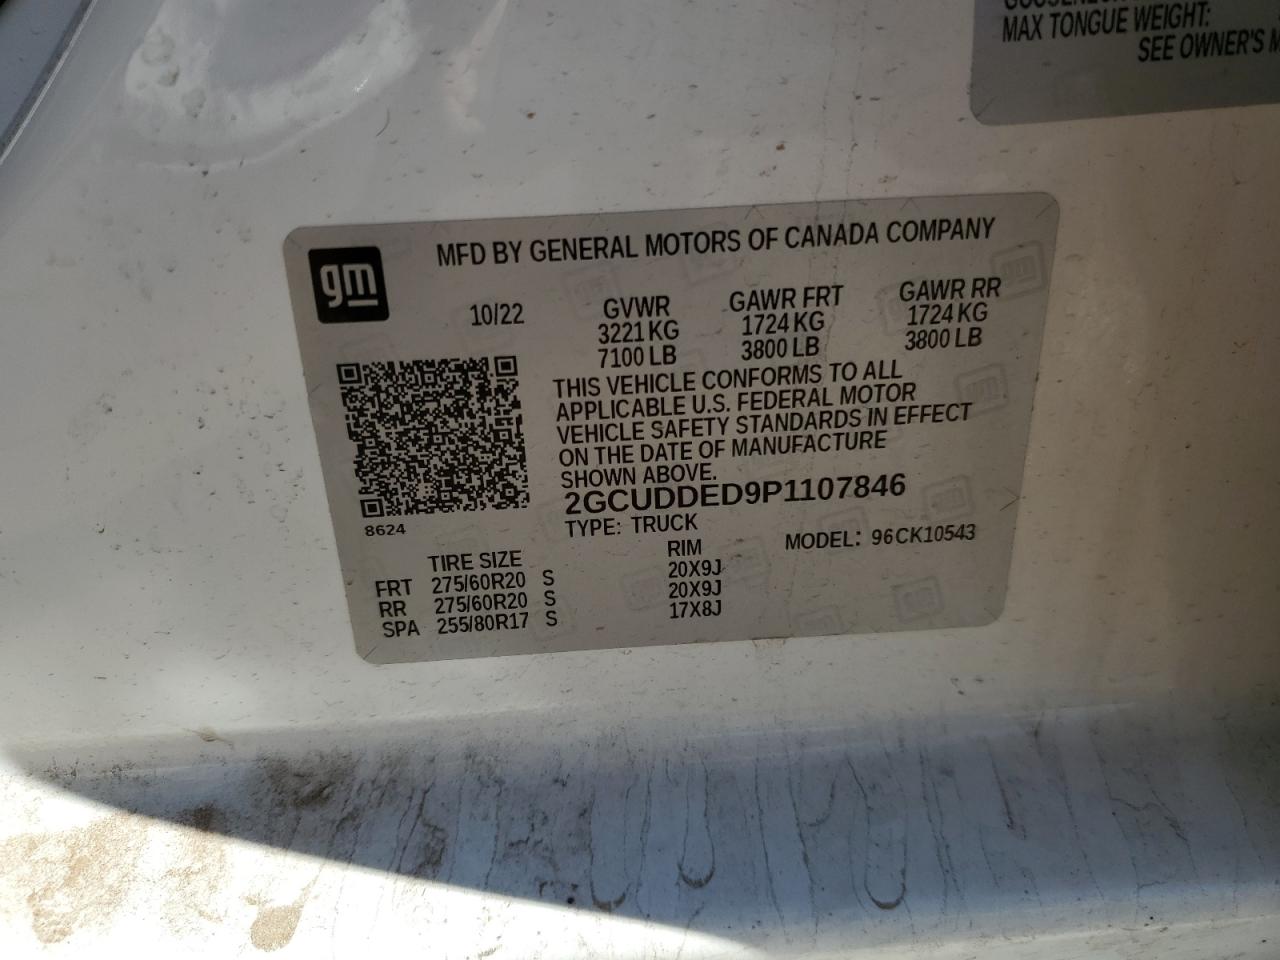 MAX TONGUE WEIGHT:
SEE OWNER'S
gm
MFD BY GENERAL MOTORS OF CANADA COMPANY
10/22 GVWR GAWR FRT GAWR RR
3221 KG 1724 KG 1724 KG
7100 LB 3800 LB 3800 LB
THIS VEHICLE CONFORMS TO ALL
APPLICABLE U.S. FEDERAL MOTOR
VEHICLE SAFETY STANDARDS IN EFFECT
ON THE DATE OF MANUFACTURE
SHOWN ABOVE.
2GCUDDED9P1107846
8624
TYPE: TRUCK MODEL: 96CK10543
TIRE SIZE RIM
FRT 275/60R20 S 20X9J
RR 275/60R20 S 20X9J
SPA 255/80R17 S 17X8J